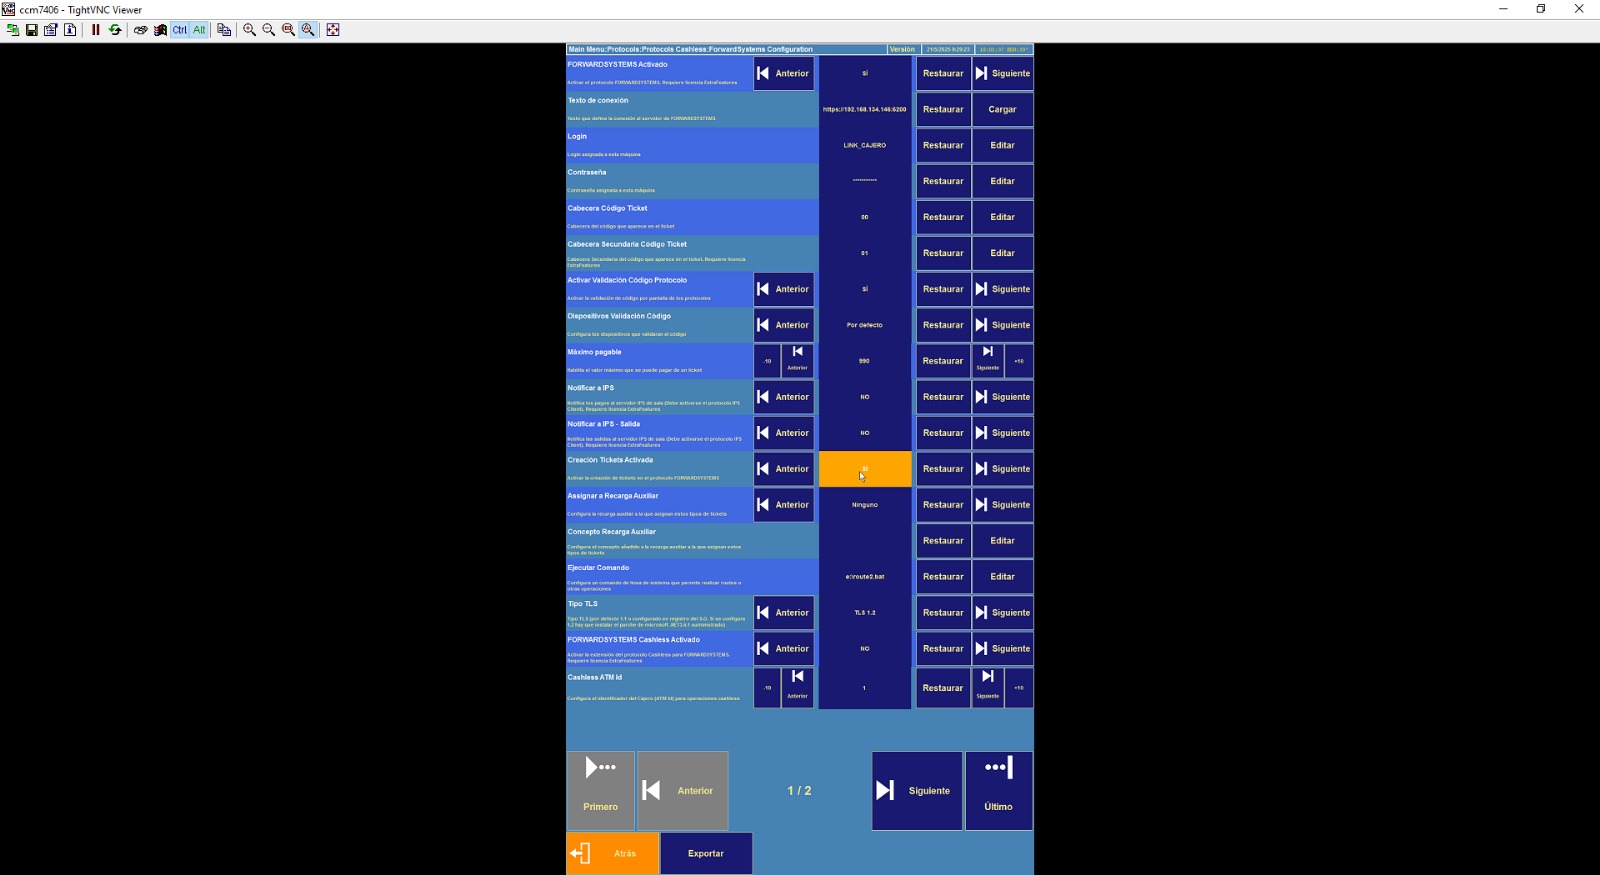 ccm7406 - TightVNC Viewer
Ctrl Alt
Main Menu:Protocols:Protocols Cashless:ForwardSystems Configuration Versión 21/5/2025 9:29:23
FORWARDSYSTEMS Activado
Activar el protocolo FORWARDSYSTEMS. Requiere licencia ExtraFeatures
Anterior SI Restaurar Siguiente
Texto de conexión
Texto que define la conexión al servidor de FORWARDSYSTEMS
https://192.168.134.146:6200 Restaurar Cargar
Login
Login asignada a esta máquina
LINK_CAJERO Restaurar Editar
Contraseña
Contraseña asignada a esta máquina
Restaurar Editar
Cabecera Código Ticket
Cabecera del código que aparece en el ticket
00 Restaurar Editar
Cabecera Secundaria Código Ticket
Cabecera Secundaria del código que aparece en el ticket. Requiere licencia
ExtraFeatures
01 Restaurar Editar
Activar Validación Código Protocolo
Activar la validación de código por pantalla de los protocolos
Anterior SI Restaurar Siguiente
Dispositivos Validación Código
Configura los dispositivos que validaran el código
Anterior Por defecto Restaurar Siguiente
Máximo pagable
Habilita el valor máximo que se puede pagar de un ticket
-10 Anterior 990 Restaurar Siguiente +10
Notificar a IPS
Notifica los pagos al servidor IPS de sala (Debe activarse el protocolo IPS
Client). Requiere licencia ExtraFeatures
Anterior NO Restaurar Siguiente
Notificar a IPS - Salida
Notifica las salidas al servidor IPS de sala (Debe activarse el protocolo IPS
Client). Requiere licencia ExtraFeatures
Anterior NO Restaurar Siguiente
Creación Tickets Activada
Activar la creación de tickets en el protocolo FORWARDSYSTEMS
Anterior SI Restaurar Siguiente
Assignar a Recarga Auxiliar
Configura la recarga auxiliar a la que asignan estos tipos de tickets
Anterior Ninguno Restaurar Siguiente
Concepto Recarga Auxiliar
Configura el concepto añadido a la recarga auxiliar a la que asignan estos
tipos de tickets
Restaurar Editar
Ejecutar Comando
Configura un comando de línea de sistema que permite realizar routes o
otras operaciones
e:\route2.bat Restaurar Editar
Tipo TLS
Tipo TLS (por defecto 1.1 o configurado en registro del S.O. Si se configura
1.2 hay que instalar el parche de microsoft .NET3.5.1 suministrado)
Anterior TLS 1.2 Restaurar Siguiente
FORWARDSYSTEMS Cashless Activado
Activar la extensión del protocolo Cashless para FORWARDSYSTEMS.
Requiere licencia ExtraFeatures
Anterior NO Restaurar Siguiente
Cashless ATM Id
Configura el identificador del Cajero (ATM Id) para operaciones cashless
-10 Anterior 1 Restaurar Siguiente +10
Primero Anterior 1 / 2 Siguiente Último
Atrás Exportar